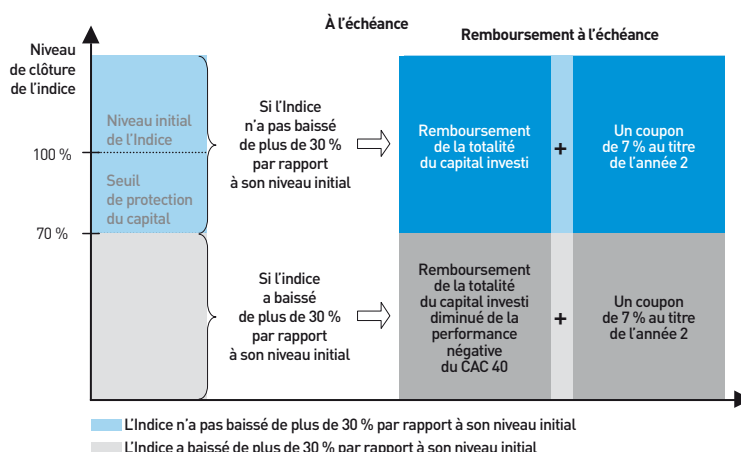 À l'échéance
Niveau
de clôture
de l'indice
Remboursement à l'échéance
Niveau initial
de l'Indice
100 %
Seuil
de protection
du capital
70 %
Si l'Indice
n'a pas baissé
de plus de 30 %
par rapport
à son niveau initial
Remboursement
de la totalité
du capital investi
+
Un coupon
de 7 % au titre
de l'année 2
Si l'indice
a baissé
de plus de 30 %
par rapport
à son niveau initial
Remboursement
de la totalité
du capital investi
diminué de la
performance
négative
du CAC 40
+
Un coupon
de 7 % au titre
de l'année 2
L'Indice n'a pas baissé de plus de 30 % par rapport à son niveau initial
L'Indice a baissé de plus de 30 % par rapport à son niveau initial